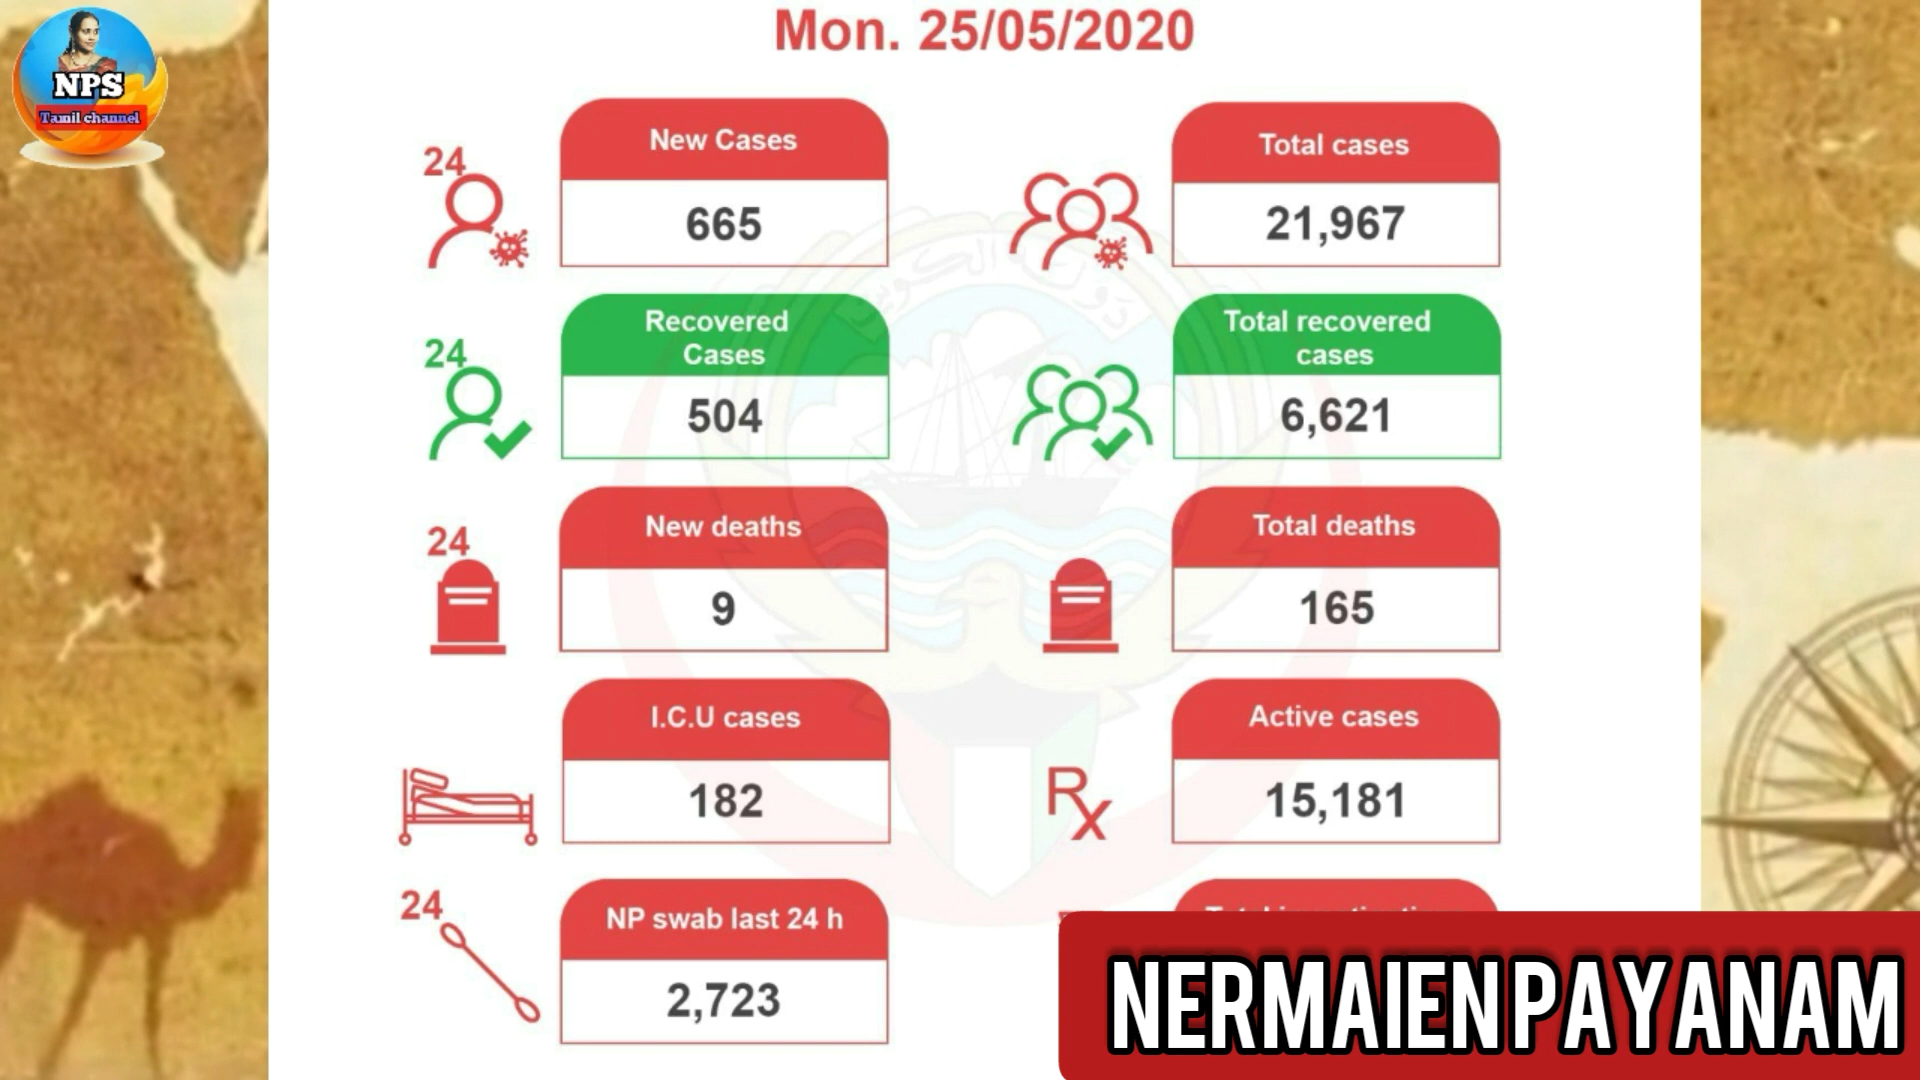 NPS
Tamil channel
Mon. 25/05/2020
24
New Cases
665
Total cases
21,967
24
Recovered
Cases
504
Total recovered
cases
6,621
24
New deaths
9
Total deaths
165
I.C.U cases
182
Rx
Active cases
15,181
24
NP swab last 24 h
2,723
NERMAIEN PAYANAM